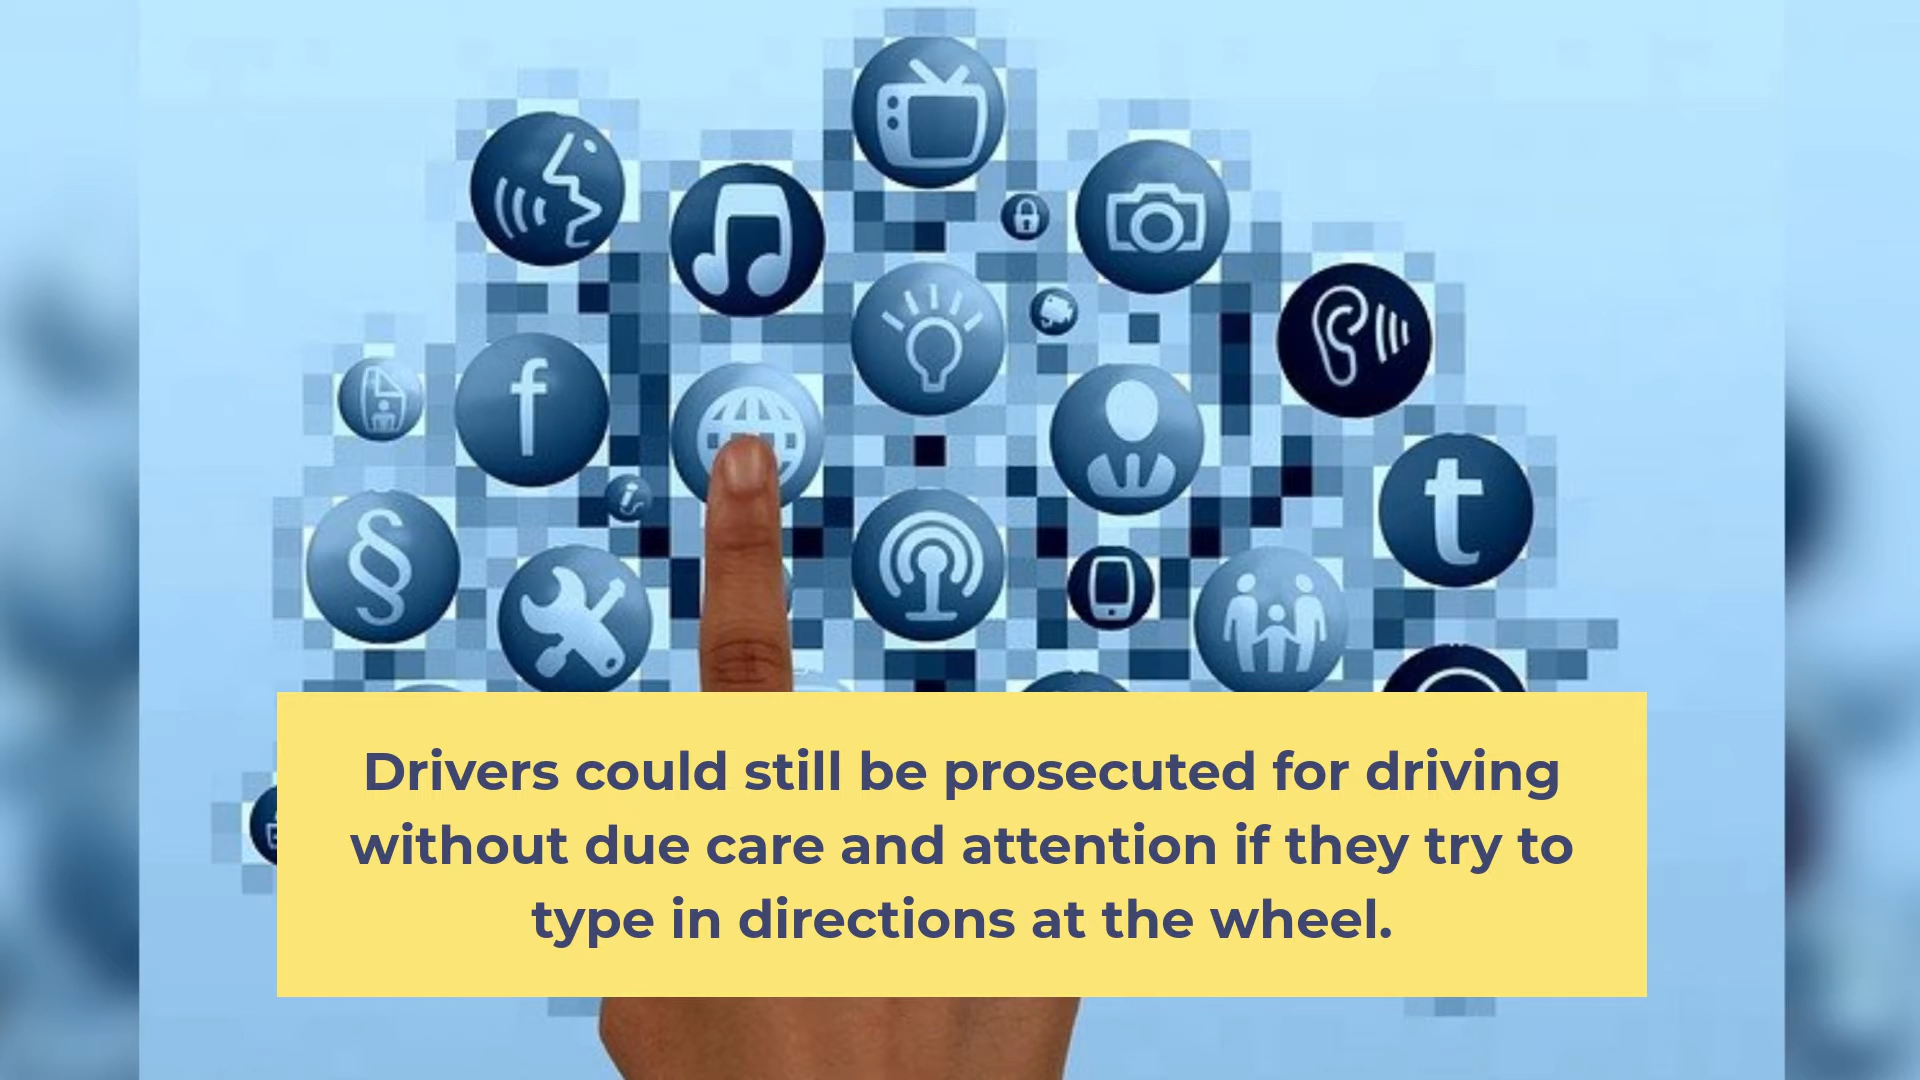 f
t
§
Drivers could still be prosecuted for driving
without due care and attention if they try to
type in directions at the wheel.